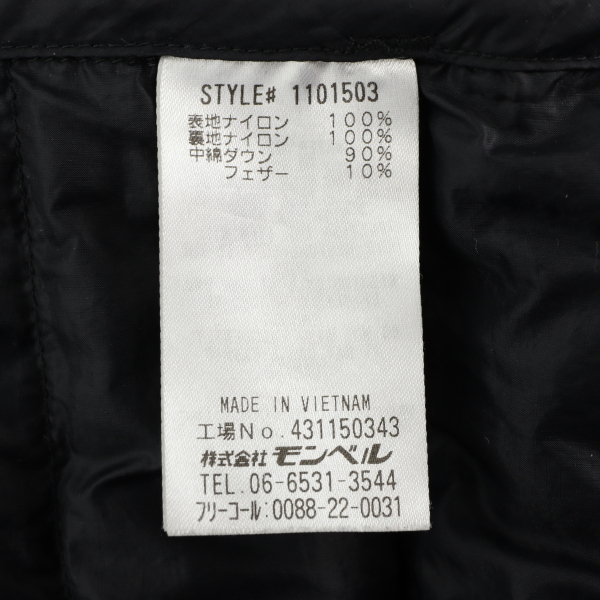 STYLE# 1101503
表地ナイロン 100%
裏地ナイロン 100%
中綿ダウン 90%
フェザー 10%
MADE IN VIETNAM
工場No.431150343
株式会社 モンベル
TEL.06-6531-3544
フリーコール:0088-22-0031